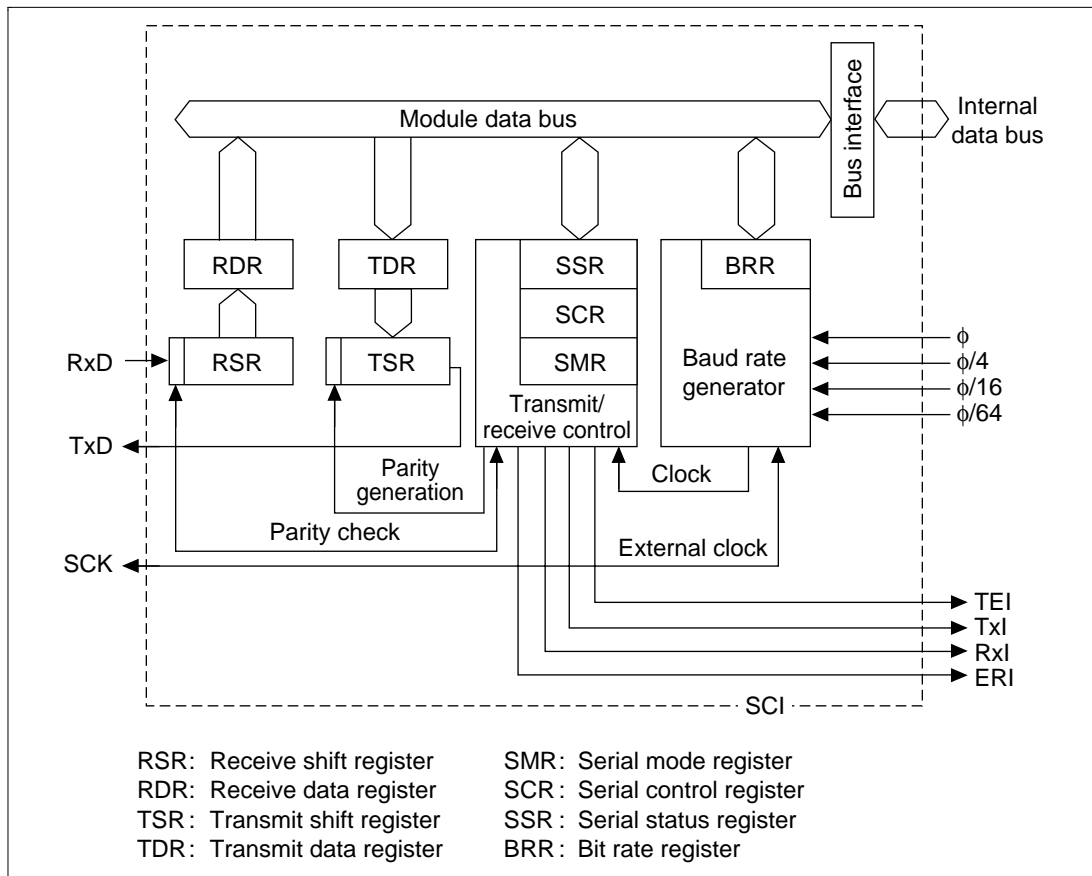 Module data bus
Bus interface
Internal
data bus
RDR
TDR
SSR
BRR
SCR
RxD
RSR
TSR
SMR
Baud rate
generator
ϕ
ϕ/4
ϕ/16
ϕ/64
Transmit/
receive control
TxD
Parity
generation
Clock
Parity check
External clock
SCK
TEI
TxI
RxI
ERI
SCI
RSR: Receive shift register
RDR: Receive data register
TSR: Transmit shift register
TDR: Transmit data register
SMR: Serial mode register
SCR: Serial control register
SSR: Serial status register
BRR: Bit rate register